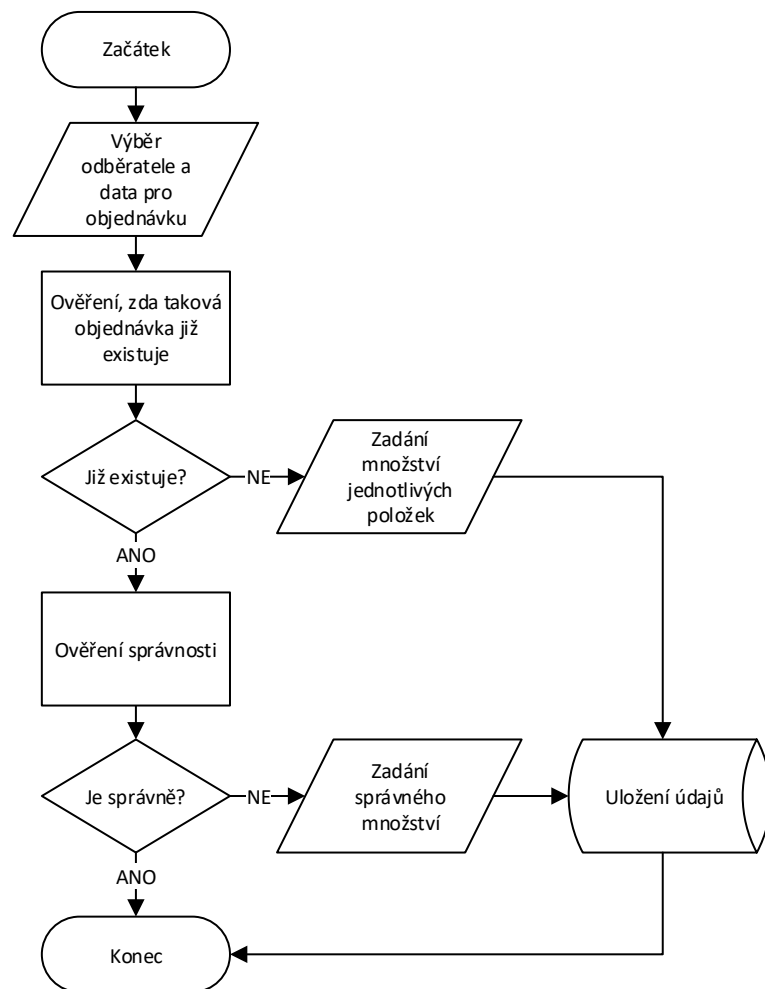 Začátek
Výběr
odběratele a
data pro
objednávku
Ověření, zda taková
objednávka již
existuje
Již existuje?
NE
Zadání
množství
jednotlivých
položek
ANO
Ověření správnosti
Je správně?
NE
Zadání
správného
množství
Uložení údajů
ANO
Konec